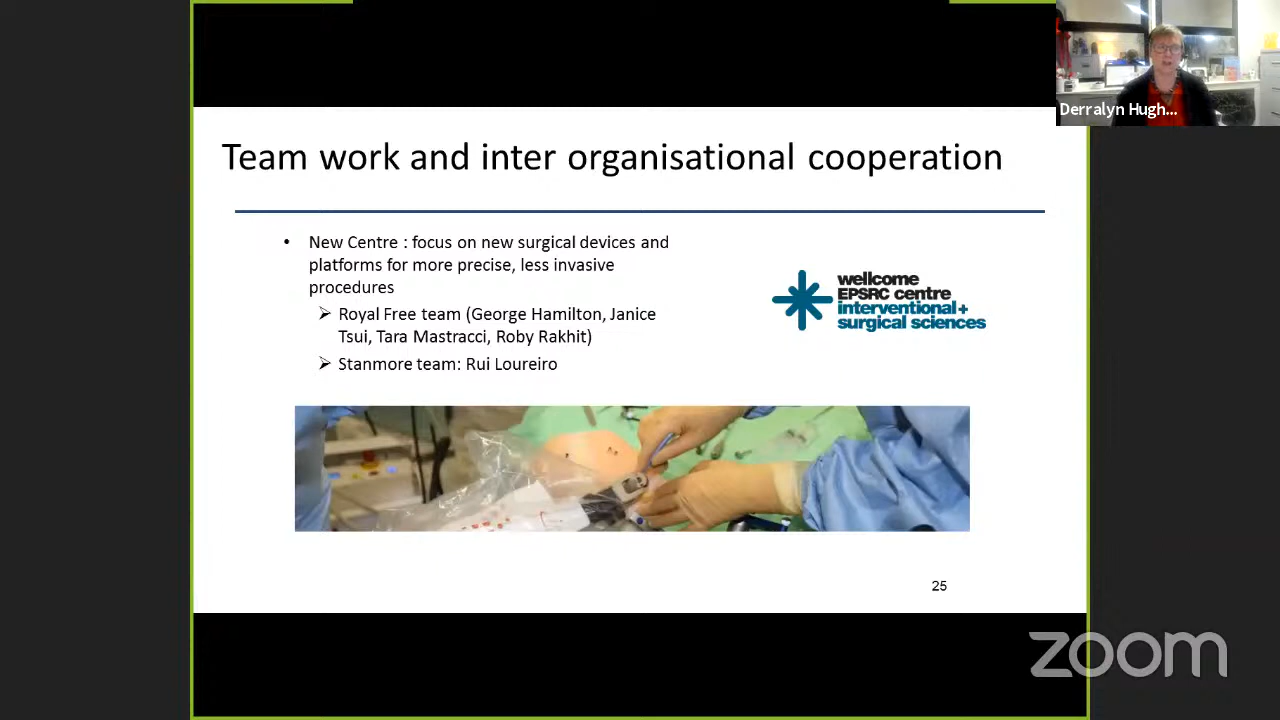 Derralyn Hugh...
Team work and inter organisational cooperation
• New Centre : focus on new surgical devices and
platforms for more precise, less invasive
procedures
➢ Royal Free team (George Hamilton, Janice
Tsui, Tara Mastracci, Roby Rakhit)
➢ Stanmore team: Rui Loureiro
wellcome
EPSRC centre
interventional+
surgical sciences
25
zoom